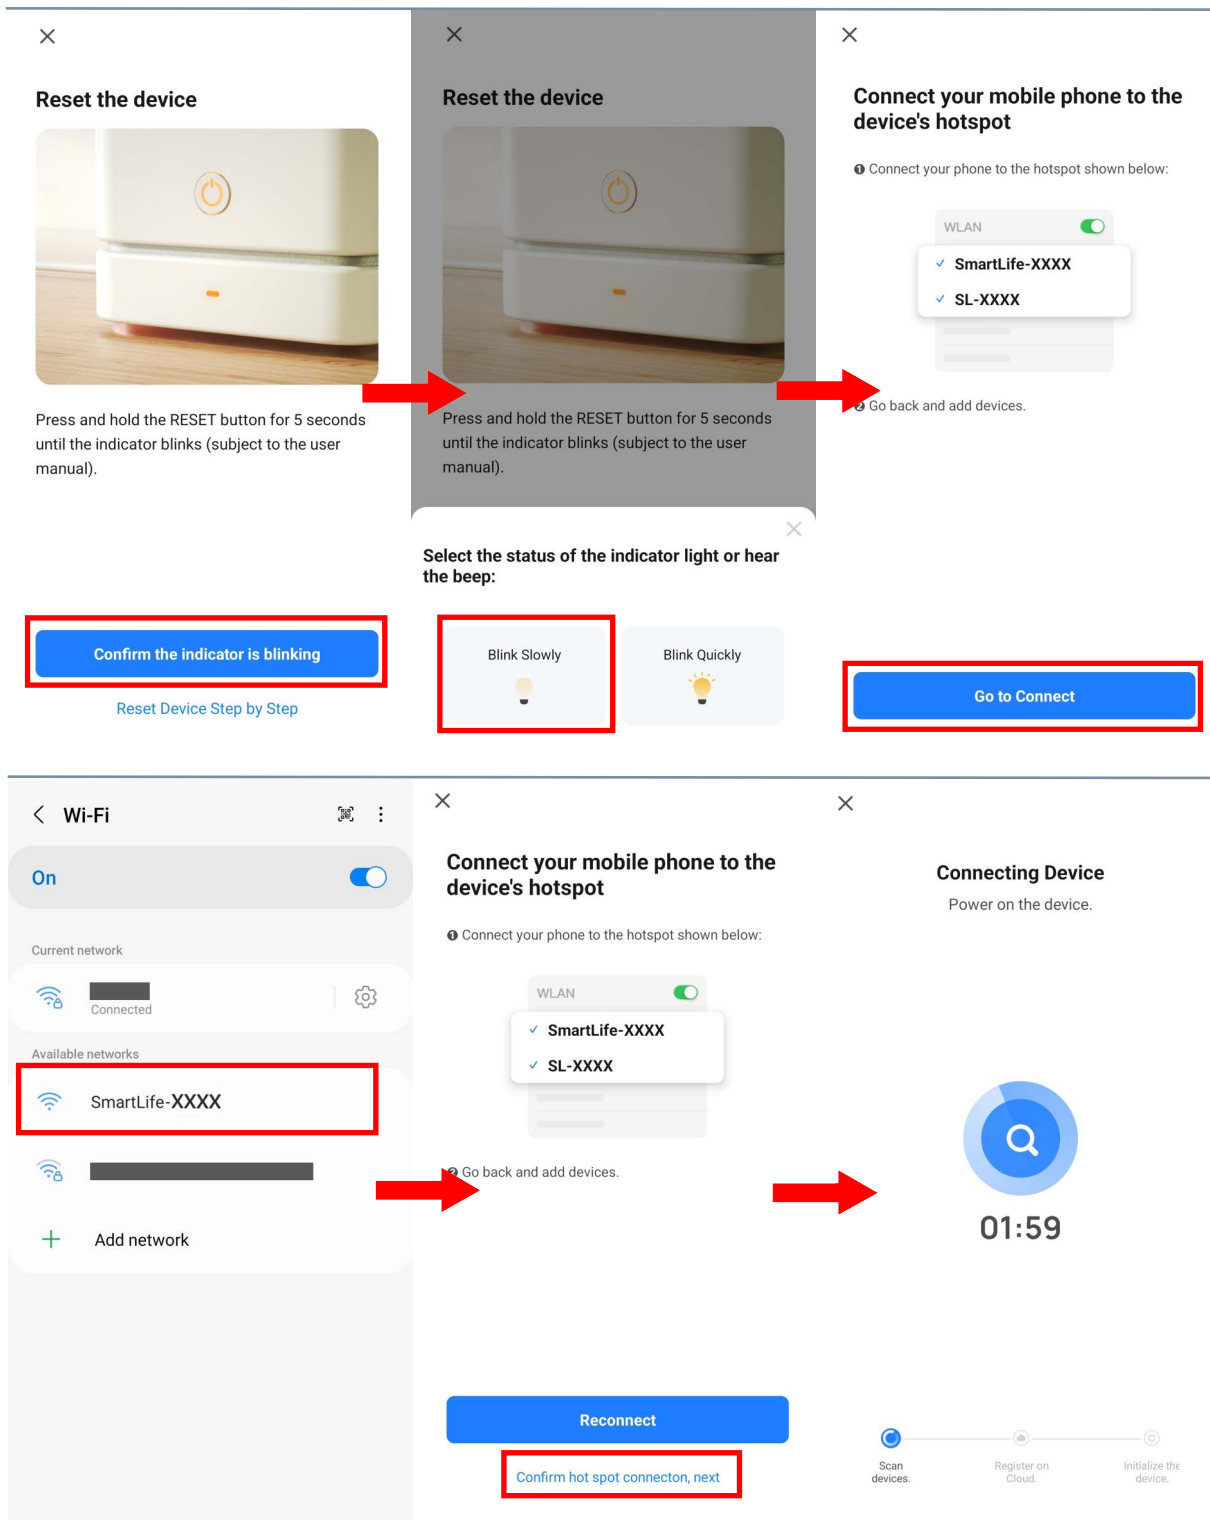 Reset the device
Press and hold the RESET button for 5 seconds
until the indicator blinks (subject to the user
manual).
Confirm the indicator is blinking
Reset Device Step by Step
Reset the device
Press and hold the RESET button for 5 seconds
until the indicator blinks (subject to the user
manual).
Select the status of the indicator light or hear
the beep:
Blink Slowly
Blink Quickly
Connect your mobile phone to the
device's hotspot
❶ Connect your phone to the hotspot shown below:
WLAN
SmartLife-XXXX
SL-XXXX
❷ Go back and add devices.
Go to Connect
Wi-Fi
On
Current network
Connected
Available networks
SmartLife-XXXX
Add network
Connect your mobile phone to the
device's hotspot
❶ Connect your phone to the hotspot shown below:
WLAN
SmartLife-XXXX
SL-XXXX
❷ Go back and add devices.
Reconnect
Confirm hot spot connecton, next
Connecting Device
Power on the device.
01:59
Scan
devices.
Register on
Cloud.
Initialize the
device.